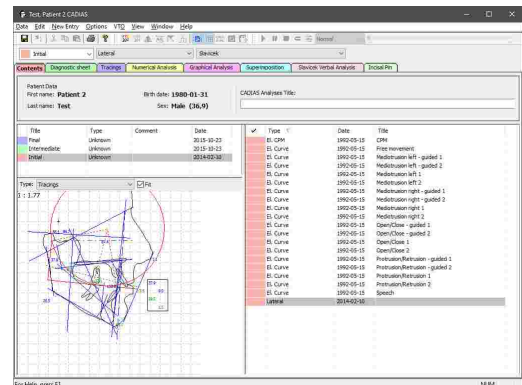 Test, Patient 2 CADIAS
Date Edit New Entry Options VTO View Window Help
Normal
Initial Lateral Slavicek
Contents Diagnostic sheet Tracings Numerical Analysis Graphical Analysis Superimposition Slavicek Verbal Analysis Incisal Pin
Patient Data
First name: Patient 2 Birth date: 1980-01-31
Last name: Test Sex: Male (36,9)
CADIAS Analyses Title:
Title Type Comment Date
Final Unknown 2015-10-23
Intermediate Unknown 2015-10-23
Initial Unknown 2014-02-10
Type: Tracings Fit
1 : 1.77
Type Date Title
El. CPM 1992-05-15 CPM
El. Curve 1992-05-15 Free movement
El. Curve 1992-05-15 Mediotrusion left - guided 1
El. Curve 1992-05-15 Mediotrusion left - guided 2
El. Curve 1992-05-15 Mediotrusion left 1
El. Curve 1992-05-15 Mediotrusion left 2
El. Curve 1992-05-15 Mediotrusion right - guided 1
El. Curve 1992-05-15 Mediotrusion right - guided 2
El. Curve 1992-05-15 Mediotrusion right 1
El. Curve 1992-05-15 Mediotrusion right 2
El. Curve 1992-05-15 Open/Close - guided 1
El. Curve 1992-05-15 Open/Close - guided 2
El. Curve 1992-05-15 Open/Close 1
El. Curve 1992-05-15 Open/Close 2
El. Curve 1992-05-15 Protrusion/Retrusion - guided 1
El. Curve 1992-05-15 Protrusion/Retrusion - guided 2
El. Curve 1992-05-15 Protrusion/Retrusion 1
El. Curve 1992-05-15 Protrusion/Retrusion 2
El. Curve 1992-05-15 Speech
Lateral 2014-02-10
For Help, press F1 NUM